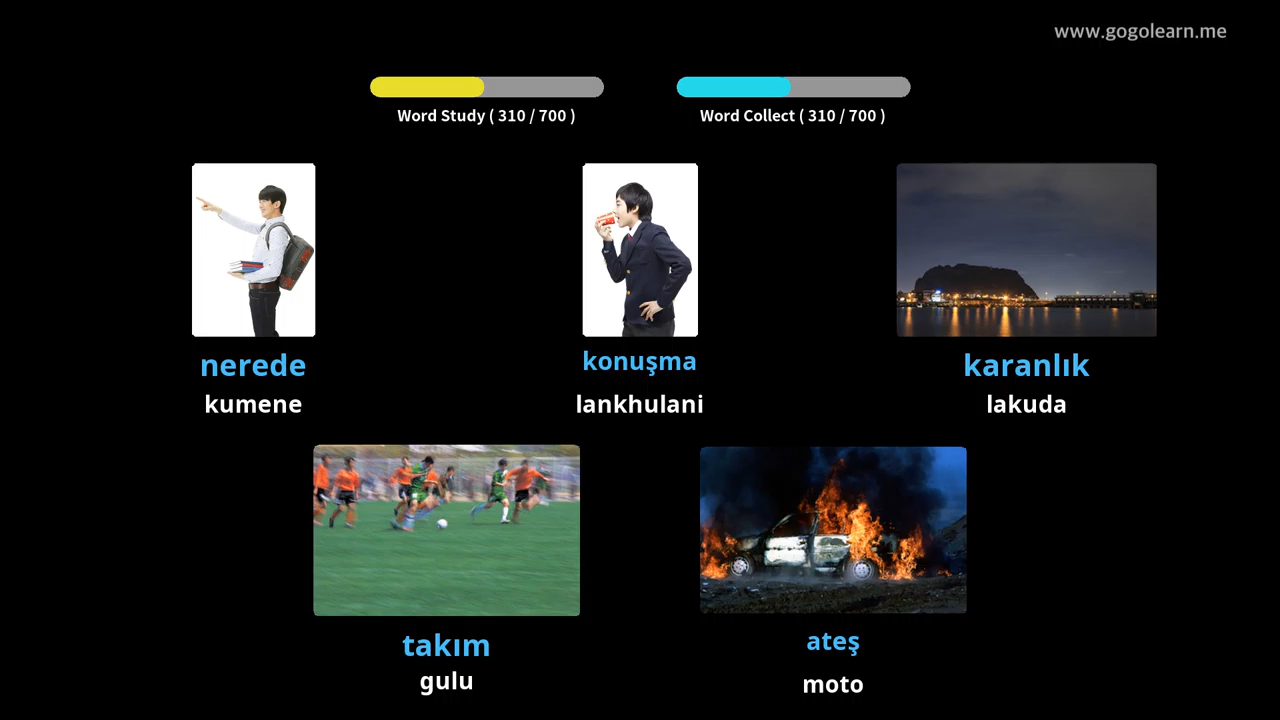 www.gogolearn.me
Word Study ( 310 / 700 )
Word Collect ( 310 / 700 )
nerede
kumene
konuşma
lankhulani
karanlık
lakuda
takım
gulu
ateş
moto